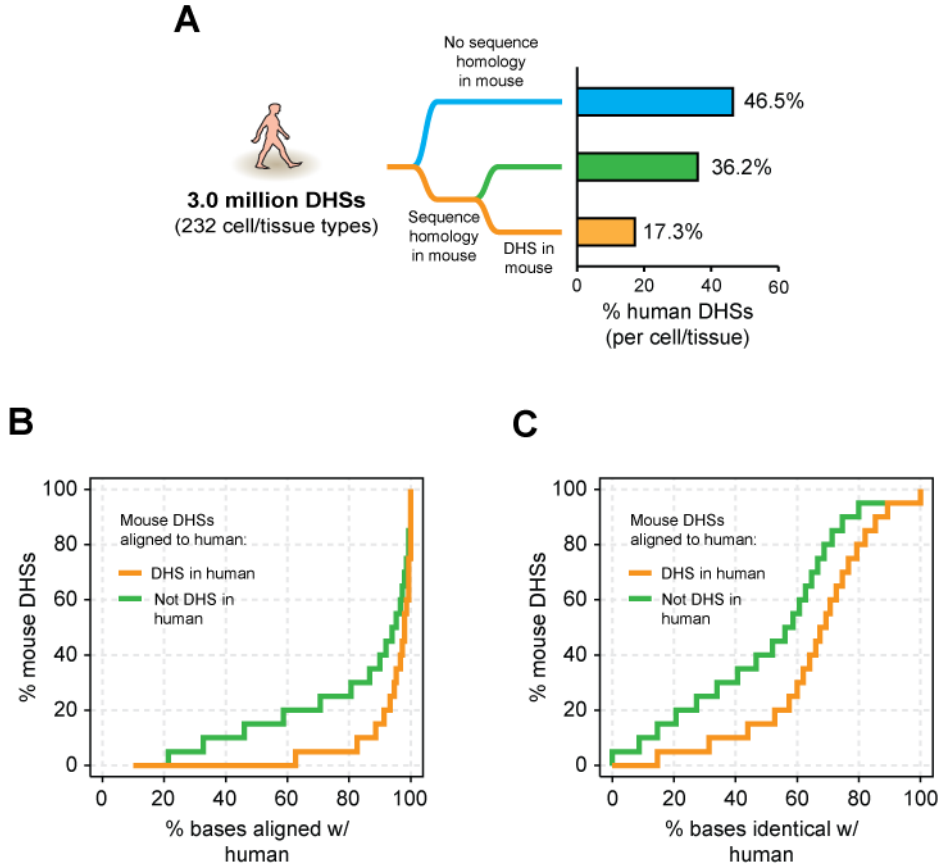 A
No sequence
homology
in mouse
46.5%
36.2%
3.0 million DHSs
(232 cell/tissue types)
Sequence
homology
in mouse
DHS in
mouse
17.3%
0 20 40 60
% human DHSs
(per cell/tissue)
B
% mouse DHSs
100
80
60
40
20
0
Mouse DHSs
aligned to human:
DHS in human
Not DHS in
human
0 20 40 60 80 100
% bases aligned w/
human
C
% mouse DHSs
100
80
60
40
20
0
Mouse DHSs
aligned to human:
DHS in human
Not DHS in
human
0 20 40 60 80 100
% bases identical w/
human